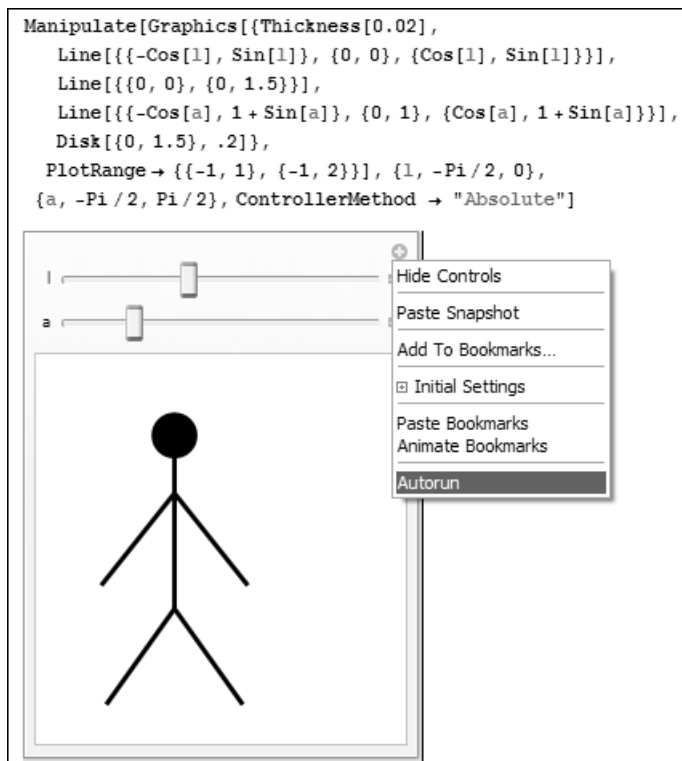 Manipulate[Graphics[{Thickness[0.02],
Line[{{-Cos[l], Sin[l]}, {0, 0}, {Cos[l], Sin[l]}}],
Line[{{0, 0}, {0, 1.5}}],
Line[{{-Cos[a], 1 + Sin[a]}, {0, 1}, {Cos[a], 1 + Sin[a]}}],
Disk[{0, 1.5}, .2]},
PlotRange → {{-1, 1}, {-1, 2}}], {l, -Pi / 2, 0},
{a, -Pi / 2, Pi / 2}, ControllerMethod → "Absolute"]
l
a
Hide Controls
Paste Snapshot
Add To Bookmarks...
Initial Settings
Paste Bookmarks
Animate Bookmarks
Autorun